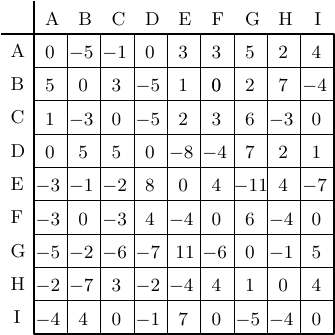 A B C D E F G H I
A 0 −5 −1 0 3 3 5 2 4
B 5 0 3 −5 1 0 2 7 −4
C 1 −3 0 −5 2 3 6 −3 0
D 0 5 5 0 −8 −4 7 2 1
E −3 −1 −2 8 0 4 −11 4 −7
F −3 0 −3 4 −4 0 6 −4 0
G −5 −2 −6 −7 11 −6 0 −1 5
H −2 −7 3 −2 −4 4 1 0 4
I −4 4 0 −1 7 0 −5 −4 0